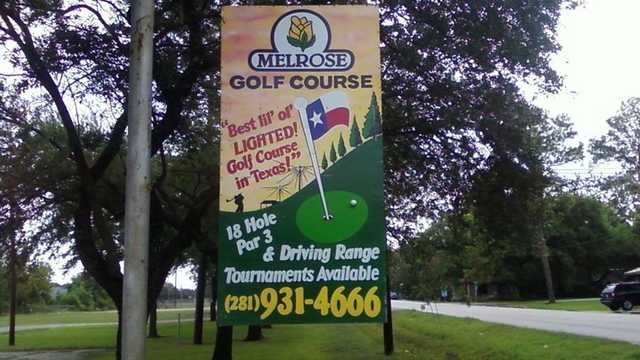 MELROSE
GOLF COURSE
"Best lil' ol'
LIGHTED!
Golf Course
in Texas!"
18 Hole
Par 3
& Driving Range
Tournaments Available
(281) 931-4666